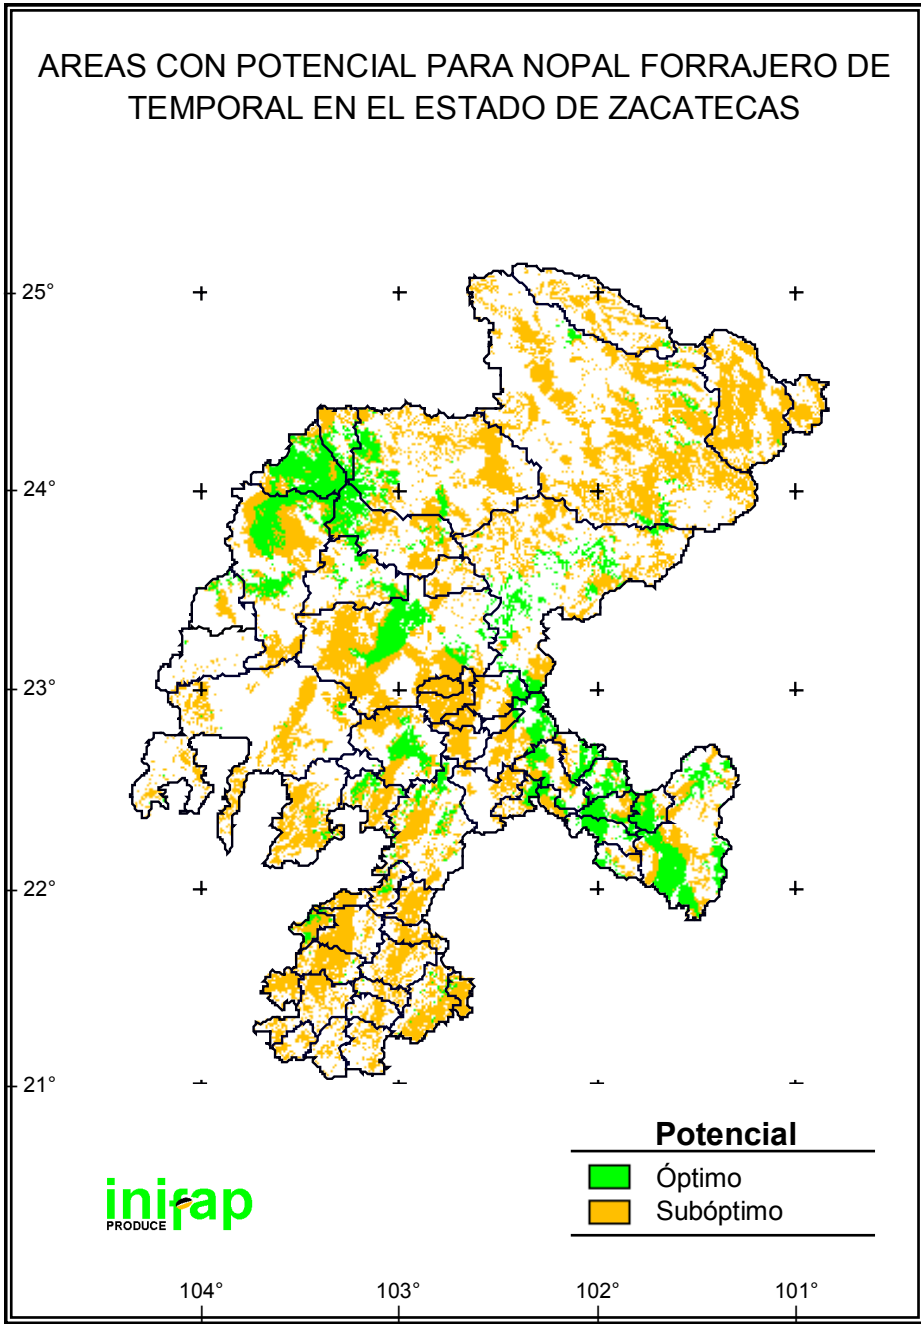 AREAS CON POTENCIAL PARA NOPAL FORRAJERO DE
TEMPORAL EN EL ESTADO DE ZACATECAS
25°
24°
23°
22°
21°
Potencial
Óptimo
Subóptimo
inifap
PRODUCE
104°
103°
102°
101°